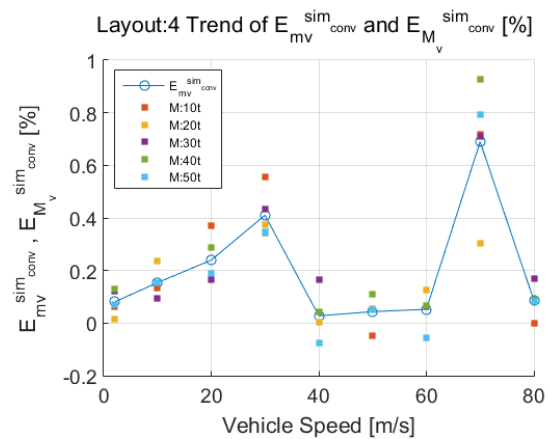 Layout:4 Trend of E_mv^sim_conv and E_M_v^sim_conv [%]
E_mv^sim_conv
M:10t
M:20t
M:30t
M:40t
M:50t
E_mv^sim_conv , E_M_v^sim_conv [%]
1
0.8
0.6
0.4
0.2
0
-0.2
0 20 40 60 80
Vehicle Speed [m/s]